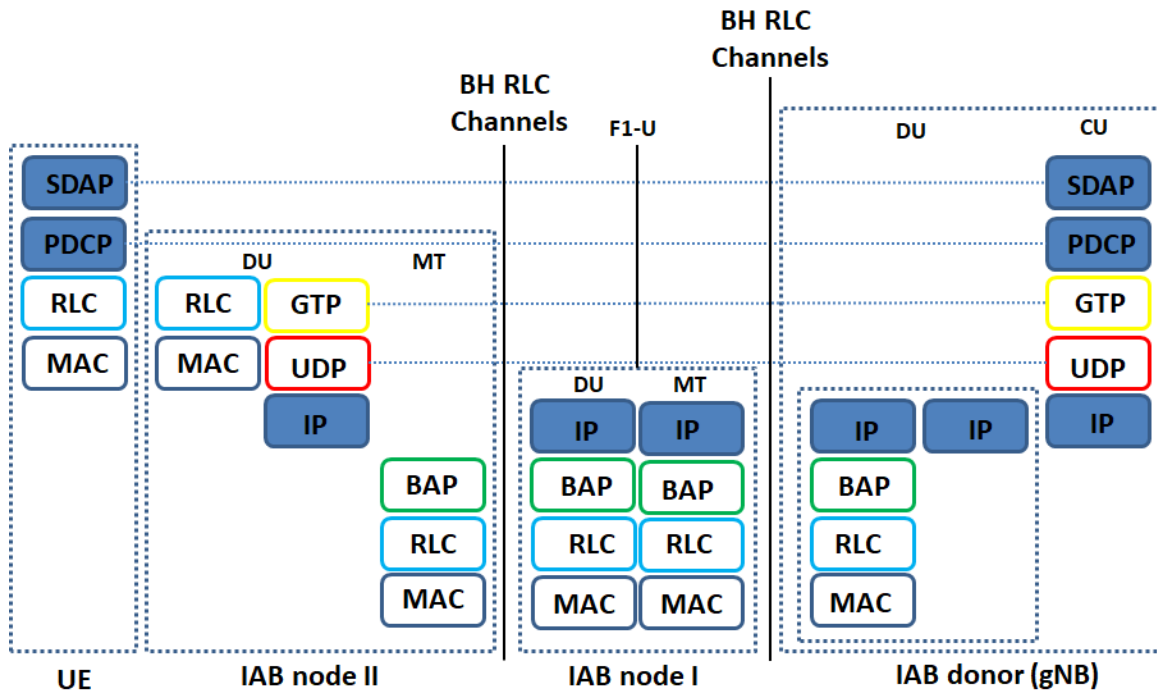 BH RLC
Channels
BH RLC
Channels
F1-U
DU
CU
SDAP
SDAP
PDCP
PDCP
DU
MT
RLC
RLC
GTP
GTP
MAC
MAC
UDP
UDP
DU
MT
IP
IP
IP
IP
IP
IP
BAP
BAP
BAP
BAP
RLC
RLC
RLC
RLC
MAC
MAC
MAC
MAC
UE
IAB node II
IAB node I
IAB donor (gNB)